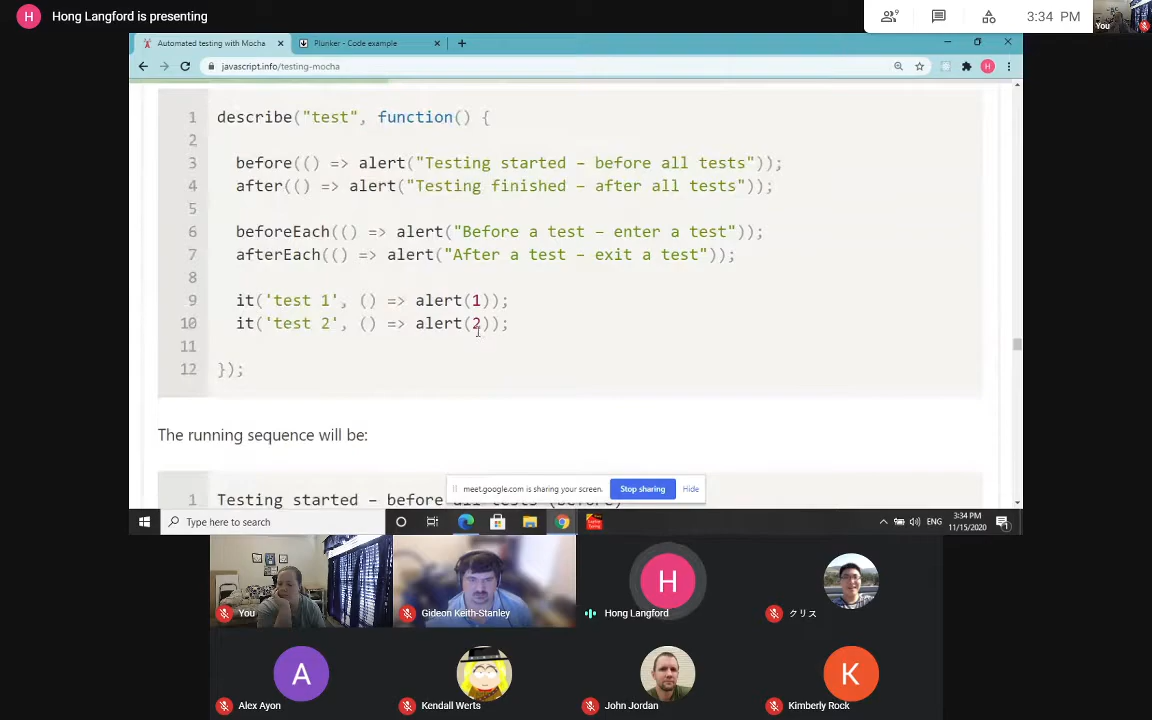 H Hong Langford is presenting
9
3:34 PM
You
Automated testing with Mocha
Plunker - Code example
javascript.info/testing-mocha
H
1 describe("test", function() {
2
3 before(() => alert("Testing started – before all tests"));
4 after(() => alert("Testing finished – after all tests"));
5
6 beforeEach(() => alert("Before a test – enter a test"));
7 afterEach(() => alert("After a test – exit a test"));
8
9 it('test 1', () => alert(1));
10 it('test 2', () => alert(2));
11
12 });
The running sequence will be:
1 Testing started – before all tests (before)
meet.google.com is sharing your screen. Stop sharing Hide
Type here to search
ENG
3:34 PM
11/15/2020
1
You
Gideon Keith-Stanley
H
Hong Langford
クリス
A
Alex Ayon
Kendall Werts
John Jordan
K
Kimberly Rock